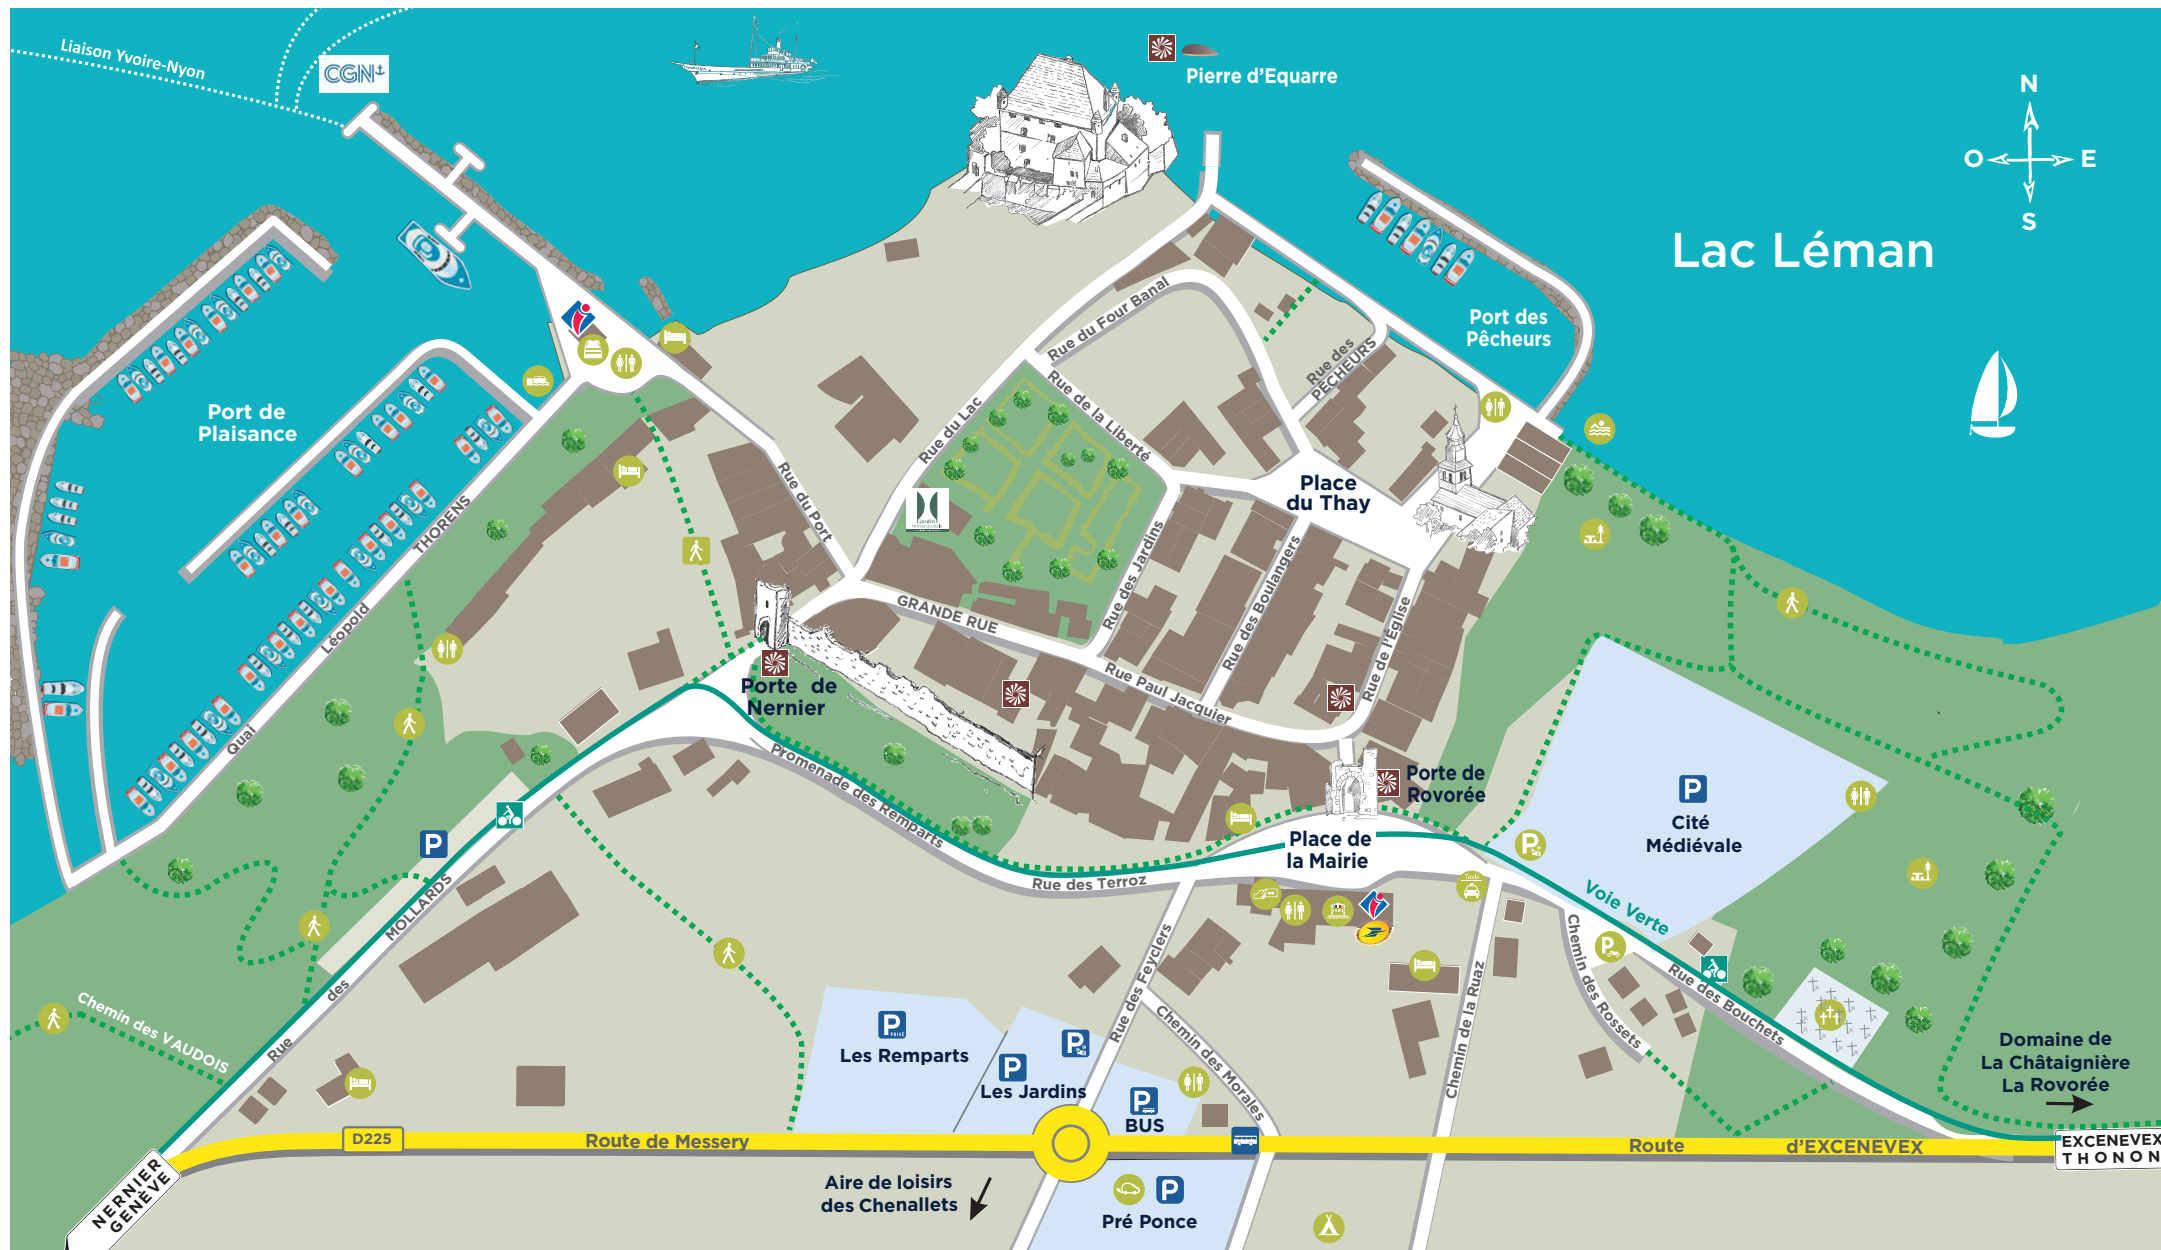 Liaison Yvoire-Nyon
CGN
Pierre d'Equarre
N
O
E
S
Lac Léman
Port des
Pêcheurs
Port de
Plaisance
Rue du Four Banal
Rue des
PÊCHEURS
Rue du Lac
Rue de la Liberté
Rue du Port
Place
du Thay
Quai
Léopold
THORENS
Rue des Jardins
Rue des Boulangers
Rue de l'Église
GRANDE RUE
Rue Paul Jacquier
Porte de
Nernier
Porte de
Rovorée
Promenade des Remparts
Rue des Terroz
Place de
la Mairie
P
Cité
Médiévale
P
P
Taxis
Voie Verte
Rue
des
MOLLARDS
Chemin des VAUDOIS
Rue des Feyclers
Chemin des Morales
Chemin de la Ruaz
Chemin des Rossets
P
Rue des Bouchets
P
PRIVÉ
Les Remparts
P
Les Jardins
P
P
BUS
Domaine de
La Châtaignière
La Rovorée
D225
Route de Messery
Route
d'EXCENEVEX
EXCENEVEX
THONON
NERNIER
GENÈVE
Aire de loisirs
des Chenallets
P
Pré Ponce